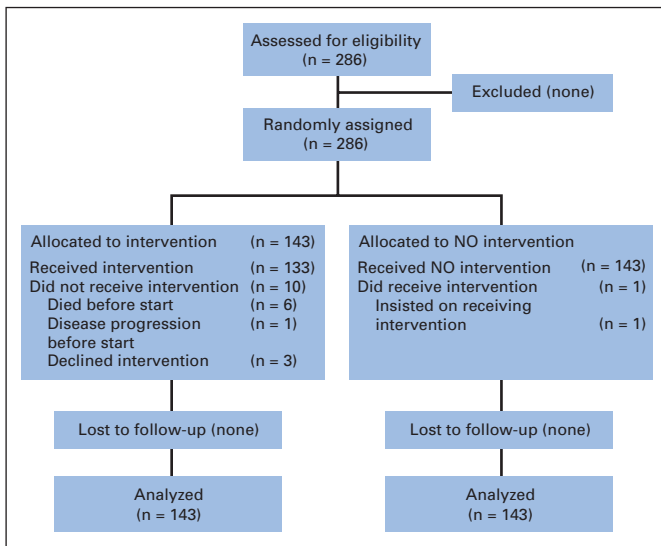 Assessed for eligibility
(n = 286)
Excluded (none)
Randomly assigned
(n = 286)
Allocated to intervention (n = 143)
Received intervention (n = 133)
Did not receive intervention (n = 10)
Died before start (n = 6)
Disease progression (n = 1)
before start
Declined intervention (n = 3)
Allocated to NO intervention
Received NO intervention (n = 143)
Did receive intervention (n = 1)
Insisted on receiving
intervention (n = 1)
Lost to follow-up (none)
Lost to follow-up (none)
Analyzed
(n = 143)
Analyzed
(n = 143)